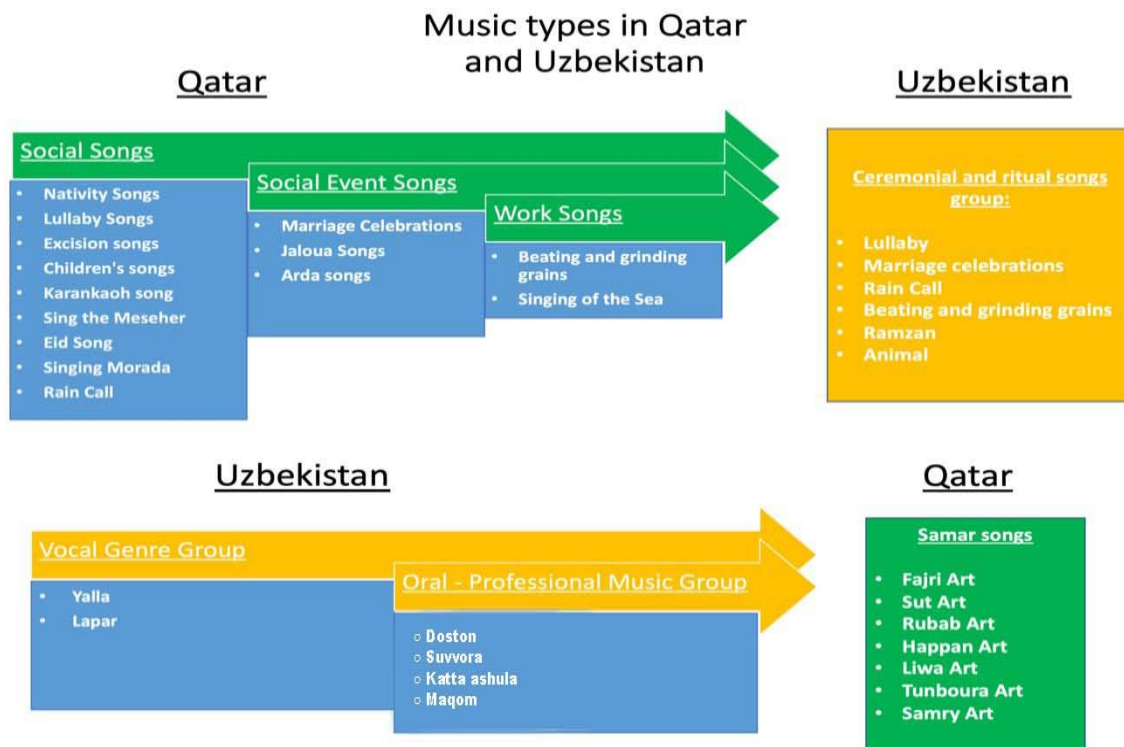 Music types in Qatar
and Uzbekistan
Qatar
Uzbekistan
Social Songs
• Nativity Songs
• Lullaby Songs
• Excision songs
• Children's songs
• Karankaoh song
• Sing the Meseher
• Eid Song
• Singing Morada
• Rain Call
Social Event Songs
• Marriage Celebrations
• Jaloua Songs
• Arda songs
Work Songs
• Beating and grinding
grains
• Singing of the Sea
Ceremonial and ritual songs
group:
• Lullaby
• Marriage celebrations
• Rain Call
• Beating and grinding grains
• Ramzan
• Animal
Uzbekistan
Qatar
Vocal Genre Group
• Yalla
• Lapar
Oral - Professional Music Group
○ Doston
○ Suvvora
○ Katta ashula
○ Maqom
Samar songs
• Fajri Art
• Sut Art
• Rubab Art
• Happan Art
• Liwa Art
• Tunboura Art
• Samry Art